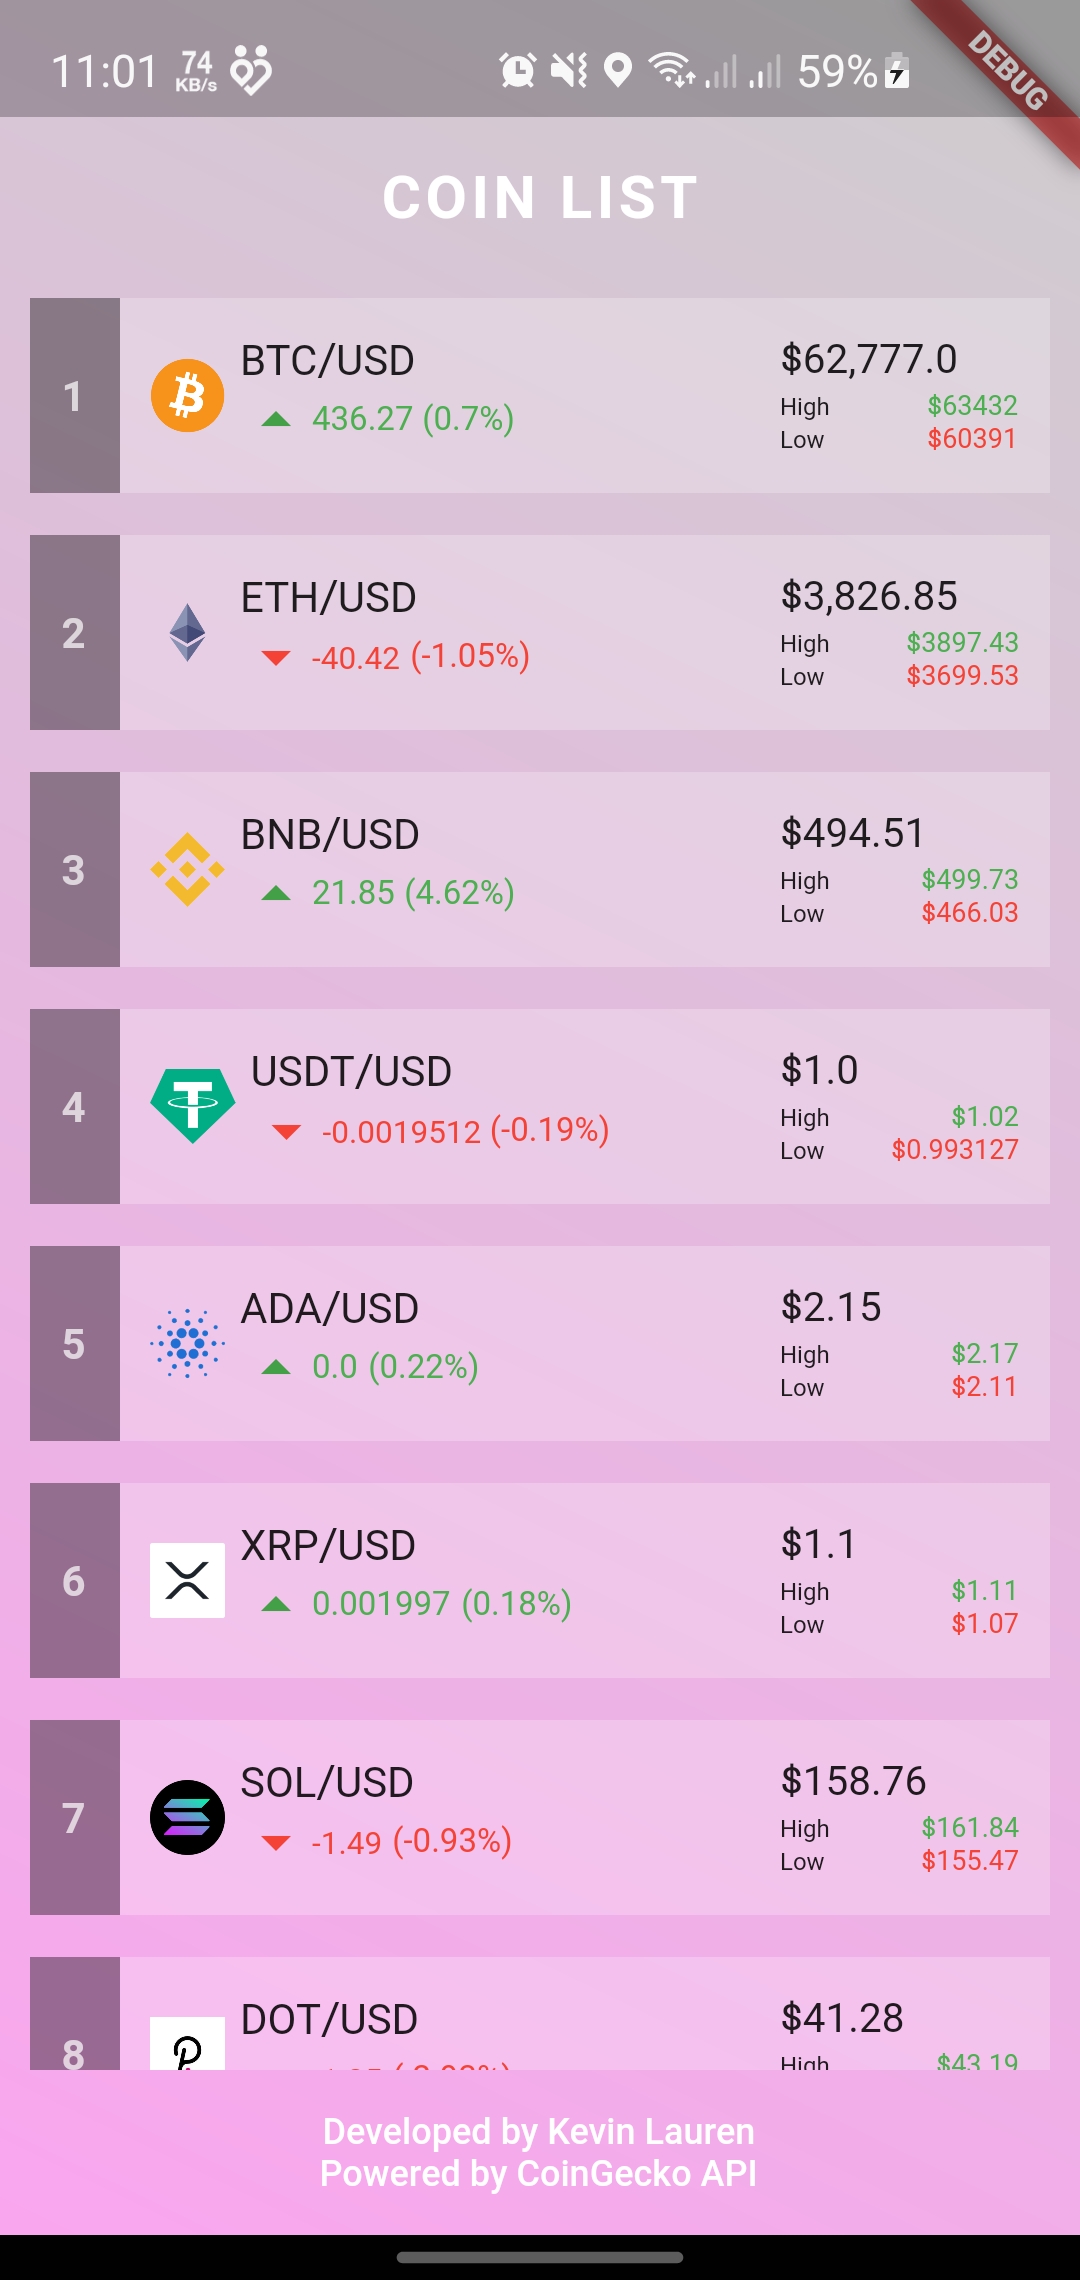 11:01 74 KB/s 59%
DEBUG
COIN LIST
1
BTC/USD
$62,777.0
436.27 (0.7%)
High $63432
Low $60391
2
ETH/USD
$3,826.85
-40.42 (-1.05%)
High $3897.43
Low $3699.53
3
BNB/USD
$494.51
21.85 (4.62%)
High $499.73
Low $466.03
4
USDT/USD
$1.0
-0.0019512 (-0.19%)
High $1.02
Low $0.993127
5
ADA/USD
$2.15
0.0 (0.22%)
High $2.17
Low $2.11
6
XRP/USD
$1.1
0.001997 (0.18%)
High $1.11
Low $1.07
7
SOL/USD
$158.76
-1.49 (-0.93%)
High $161.84
Low $155.47
8
DOT/USD
$41.28
High $43.19
Developed by Kevin Lauren
Powered by CoinGecko API